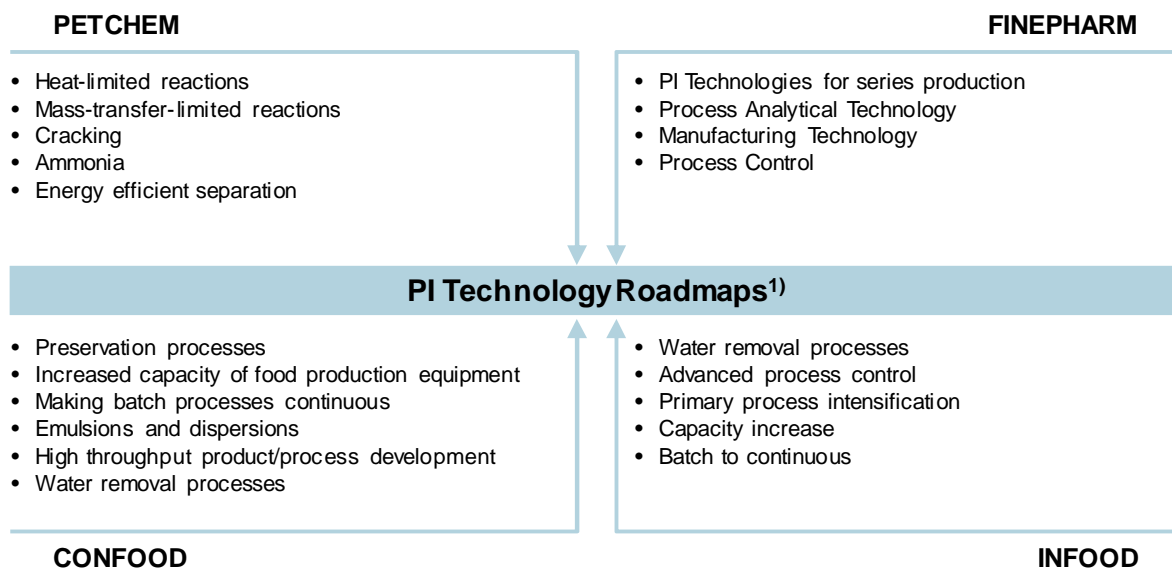 PETCHEM
• Heat-limited reactions
• Mass-transfer-limited reactions
• Cracking
• Ammonia
• Energy efficient separation
FINEPHARM
• PI Technologies for series production
• Process Analytical Technology
• Manufacturing Technology
• Process Control
PI Technology Roadmaps¹⁾
• Preservation processes
• Increased capacity of food production equipment
• Making batch processes continuous
• Emulsions and dispersions
• High throughput product/process development
• Water removal processes
CONFOOD
• Water removal processes
• Advanced process control
• Primary process intensification
• Capacity increase
• Batch to continuous
INFOOD